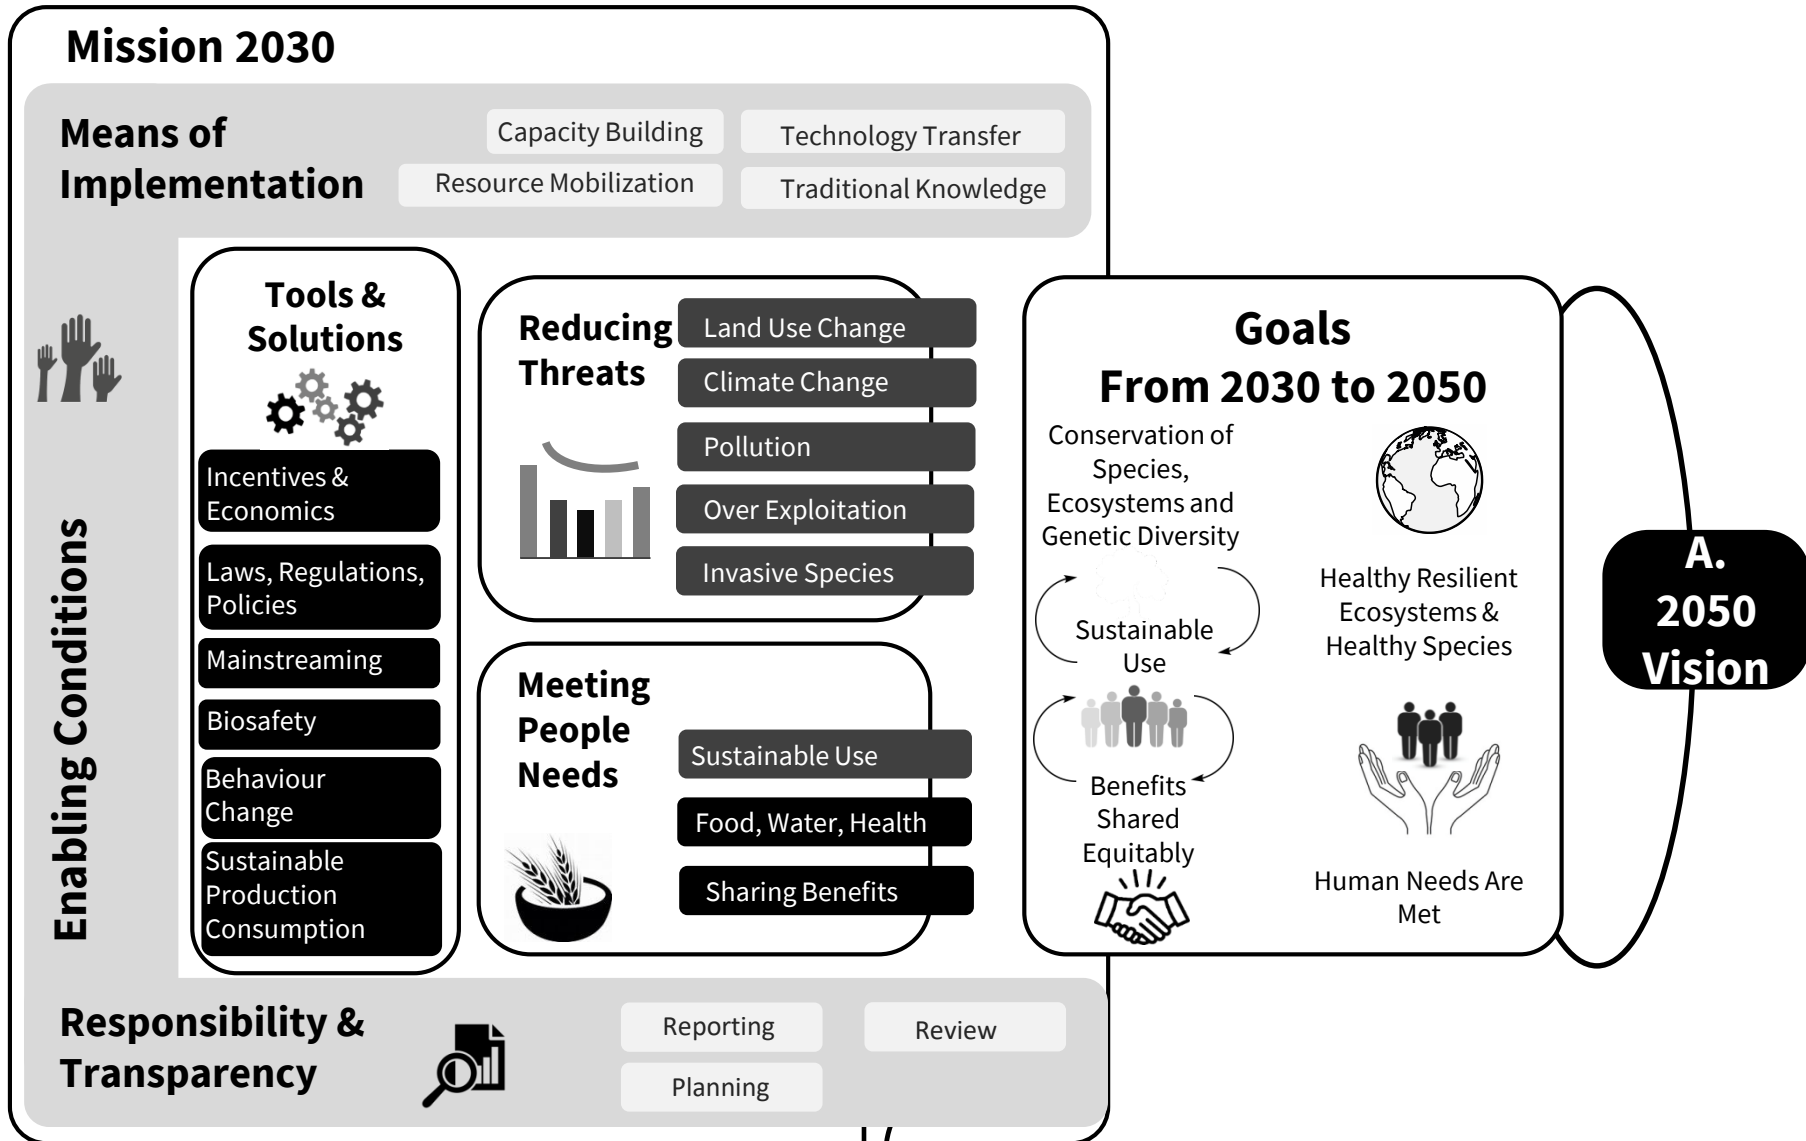 Mission 2030
Means of
Implementation
Capacity Building
Technology Transfer
Resource Mobilization
Traditional Knowledge
Enabling Conditions
Tools &
Solutions
Incentives &
Economics
Laws, Regulations,
Policies
Mainstreaming
Biosafety
Behaviour
Change
Sustainable
Production
Consumption
Reducing
Threats
Land Use Change
Climate Change
Pollution
Over Exploitation
Invasive Species
Meeting
People
Needs
Sustainable Use
Food, Water, Health
Sharing Benefits
Goals
From 2030 to 2050
Conservation of
Species,
Ecosystems and
Genetic Diversity
Sustainable
Use
Benefits
Shared
Equitably
Healthy Resilient
Ecosystems &
Healthy Species
Human Needs Are
Met
A.
2050
Vision
Responsibility &
Transparency
Reporting
Review
Planning